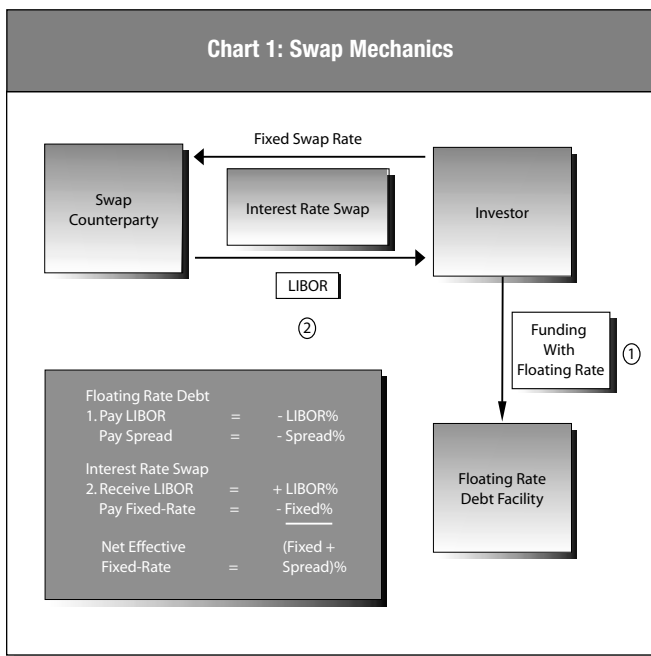 Chart 1: Swap Mechanics
Fixed Swap Rate
Swap
Counterparty
Interest Rate Swap
Investor
LIBOR
②
Funding
With
Floating Rate
①
Floating Rate Debt
1. Pay LIBOR = - LIBOR%
Pay Spread = - Spread%
Interest Rate Swap
2. Receive LIBOR = + LIBOR%
Pay Fixed-Rate = - Fixed%
Net Effective (Fixed +
Fixed-Rate = Spread)%
Floating Rate
Debt Facility